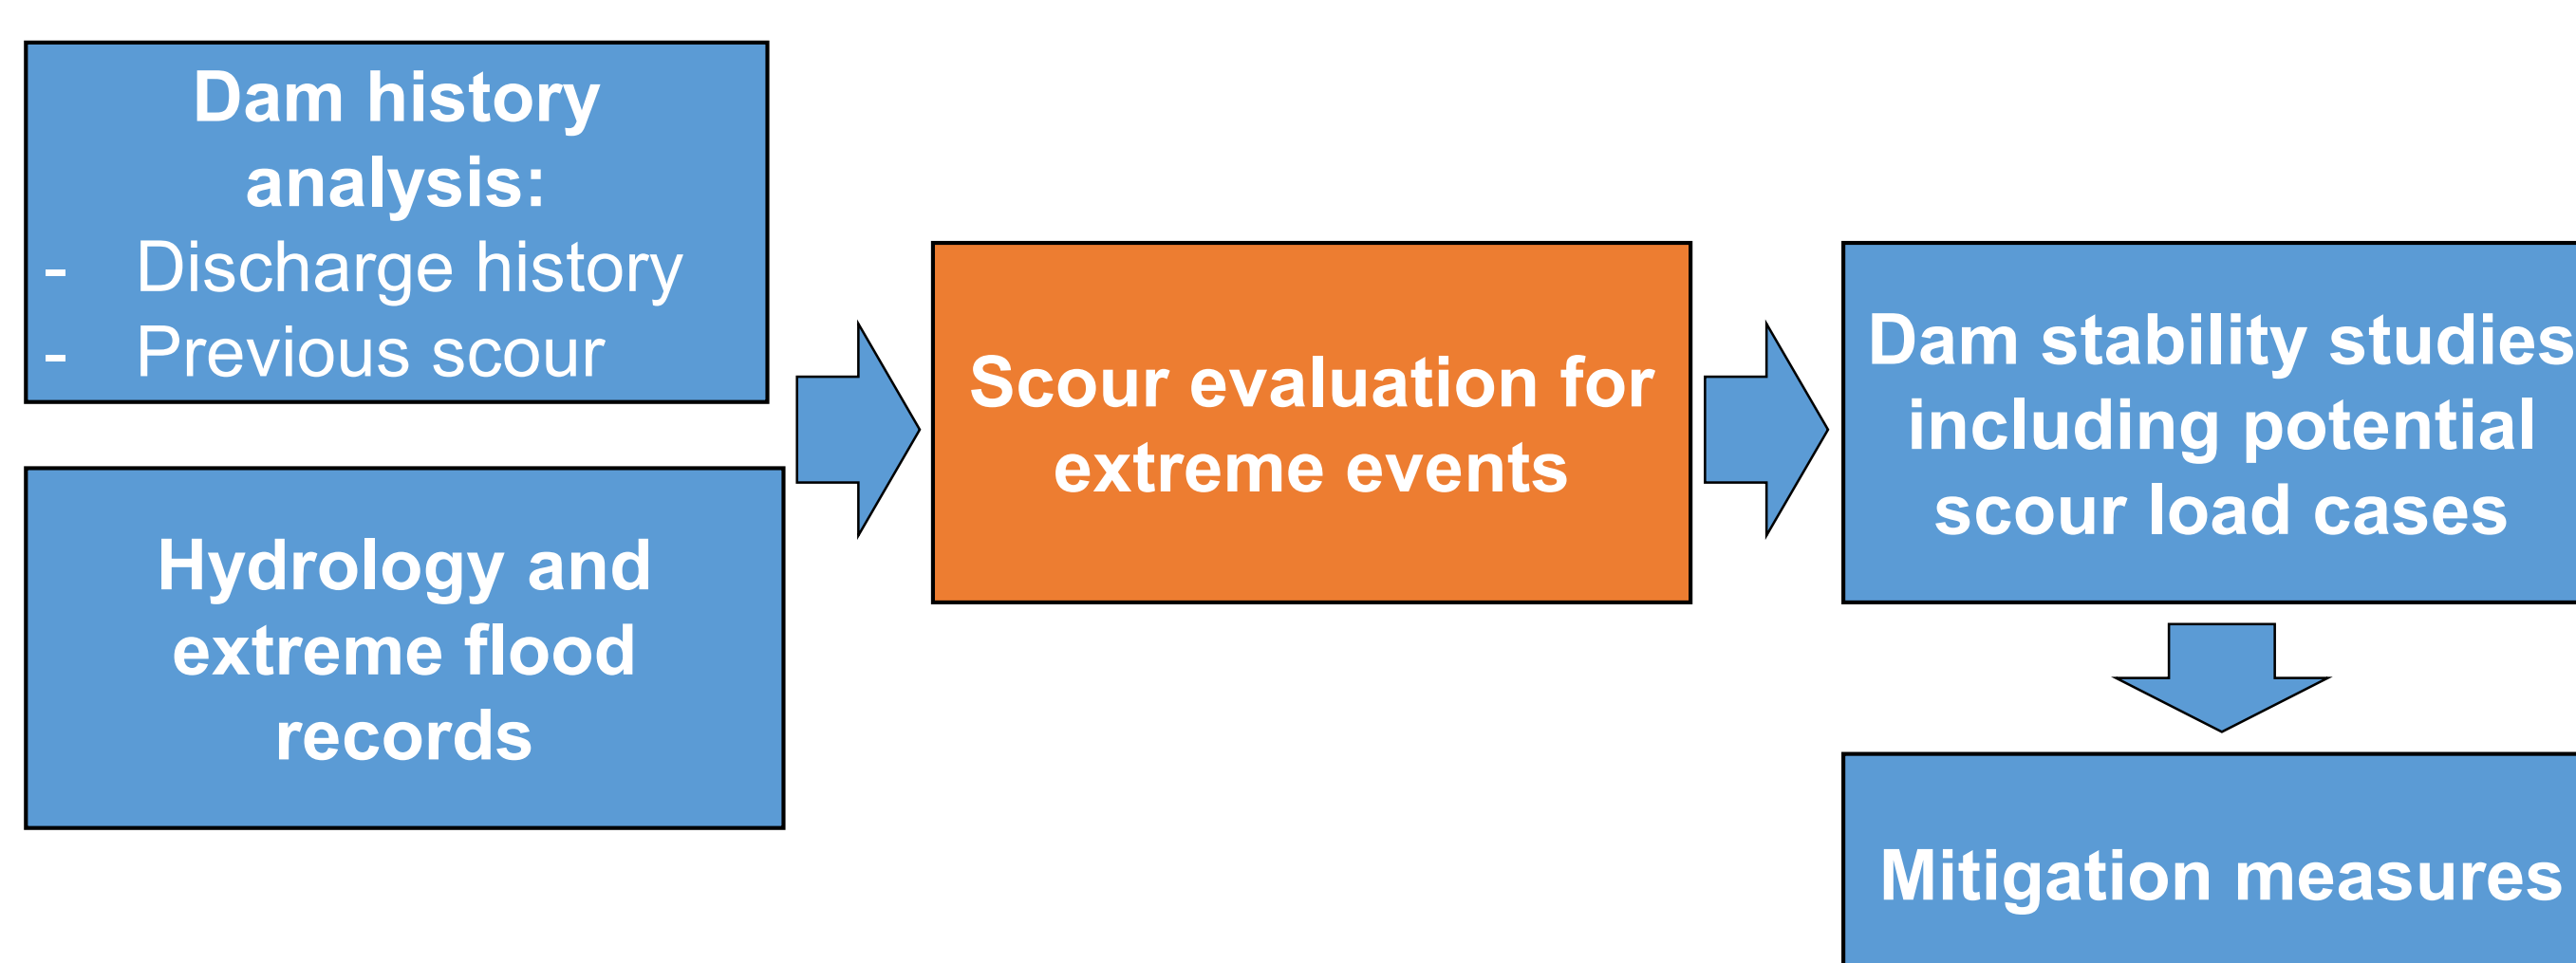 Dam history
analysis:
- Discharge history
- Previous scour
Hydrology and
extreme flood
records
Scour evaluation for
extreme events
Dam stability studies
including potential
scour load cases
Mitigation measures